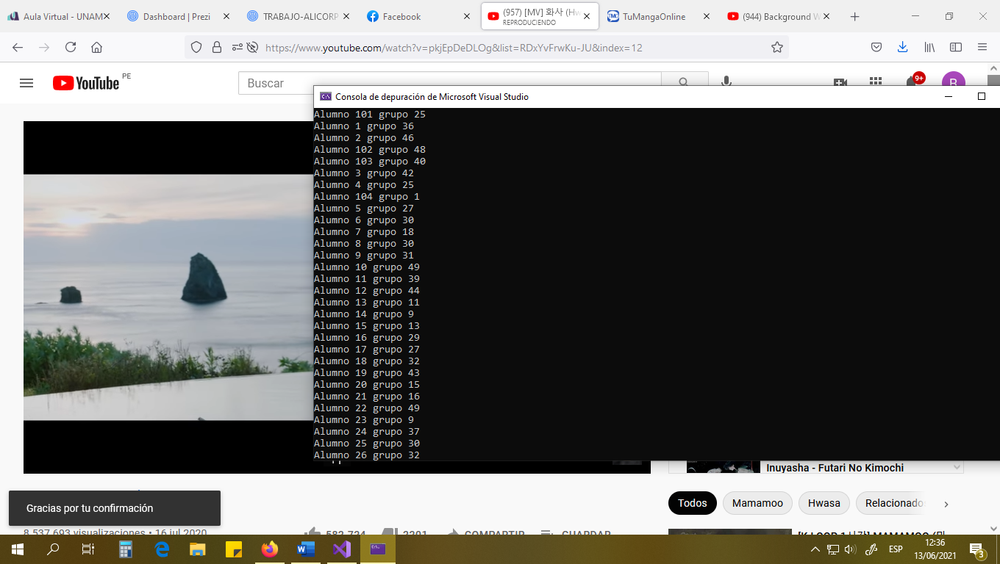 Aula Virtual - UNAM
Dashboard | Prezi
TRABAJO-ALICORP
Facebook
(957) [MV] 화사 (Hw
REPRODUCIENDO
TuMangaOnline
(944) Background W
https://www.youtube.com/watch?v=pkjEpDeDLOg&list=RDxYvFrwKu-JU&index=12
YouTube PE
Buscar
9+
Consola de depuración de Microsoft Visual Studio
Alumno 101 grupo 25
Alumno 1 grupo 36
Alumno 2 grupo 46
Alumno 102 grupo 48
Alumno 103 grupo 40
Alumno 3 grupo 42
Alumno 4 grupo 25
Alumno 104 grupo 1
Alumno 5 grupo 27
Alumno 6 grupo 30
Alumno 7 grupo 18
Alumno 8 grupo 30
Alumno 9 grupo 31
Alumno 10 grupo 49
Alumno 11 grupo 39
Alumno 12 grupo 44
Alumno 13 grupo 11
Alumno 14 grupo 9
Alumno 15 grupo 13
Alumno 16 grupo 29
Alumno 17 grupo 27
Alumno 18 grupo 32
Alumno 19 grupo 43
Alumno 20 grupo 15
Alumno 21 grupo 16
Alumno 22 grupo 49
Alumno 23 grupo 9
Alumno 24 grupo 37
Alumno 25 grupo 30
Alumno 26 grupo 32
Inuyasha - Futari No Kimochi
Todos
Mamamoo
Hwasa
Relacionado
Gracias por tu confirmación
8,537,693 visualizaciones • 16 jul 2020
582,724
2201
COMPARTIR
GUARDAR
MAMAMOO
ESP
12:36
13/06/2021
3